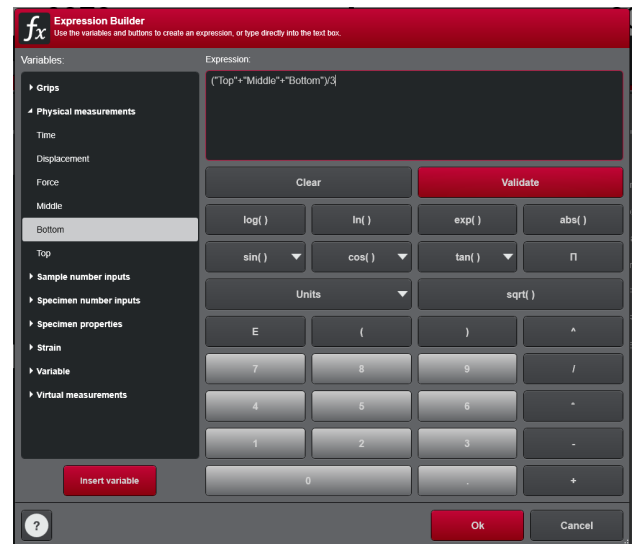 fx Expression Builder
Use the variables and buttons to create an expression, or type directly into the text box.
Variables:
Expression:
Grips
Physical measurements
Time
Displacement
Force
Middle
Bottom
Top
Sample number inputs
Specimen number inputs
Specimen properties
Strain
Variable
Virtual measurements
Insert variable
("Top"+"Middle"+"Bottom")/3
Clear Validate
log( ) ln( ) exp( ) abs( )
sin( ) cos( ) tan( ) Π
Units sqrt( )
E ( ) ^
7 8 9 /
4 5 6 *
1 2 3 -
0 . +
? Ok Cancel